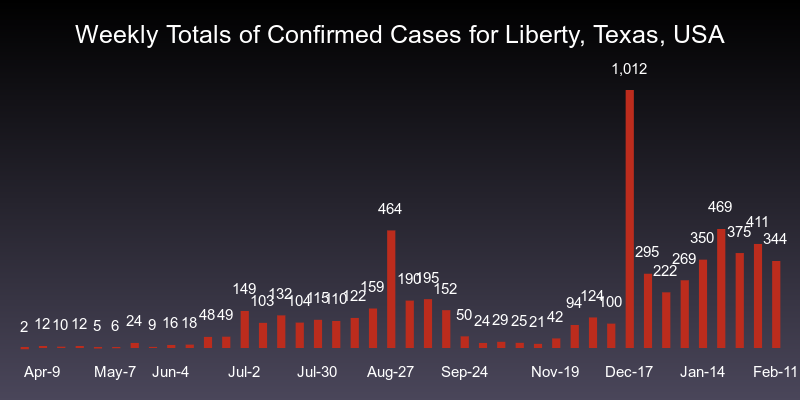 Weekly Totals of Confirmed Cases for Liberty, Texas, USA
2 12 10 12 5 6 24 9 16 18 48 49 149 103 132 104 115 110 122 159 464 190 195 152 50 24 29 25 21 42 94 124 100 1,012 295 222 269 350 469 375 411 344
Apr-9 May-7 Jun-4 Jul-2 Jul-30 Aug-27 Sep-24 Nov-19 Dec-17 Jan-14 Feb-11